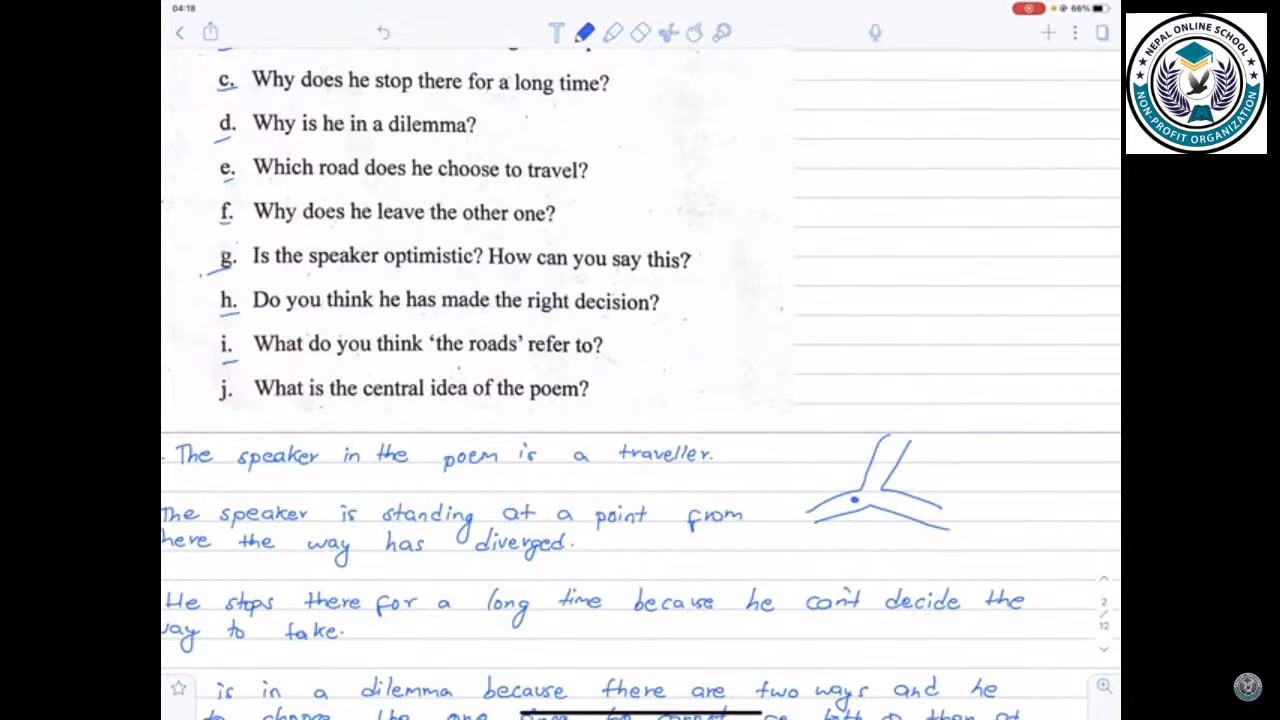 04:18
66%
NEPAL ONLINE SCHOOL
NON-PROFIT ORGANIZATION
c. Why does he stop there for a long time?
d. Why is he in a dilemma?
e. Which road does he choose to travel?
f. Why does he leave the other one?
g. Is the speaker optimistic? How can you say this?
h. Do you think he has made the right decision?
i. What do you think ‘the roads’ refer to?
j. What is the central idea of the poem?
The speaker in the poem is a traveller.
The speaker is standing at a point from
here the way has diverged.
He stops there for a long time because he can't decide the
way to take.
2
12
is in a dilemma because there are two ways and he